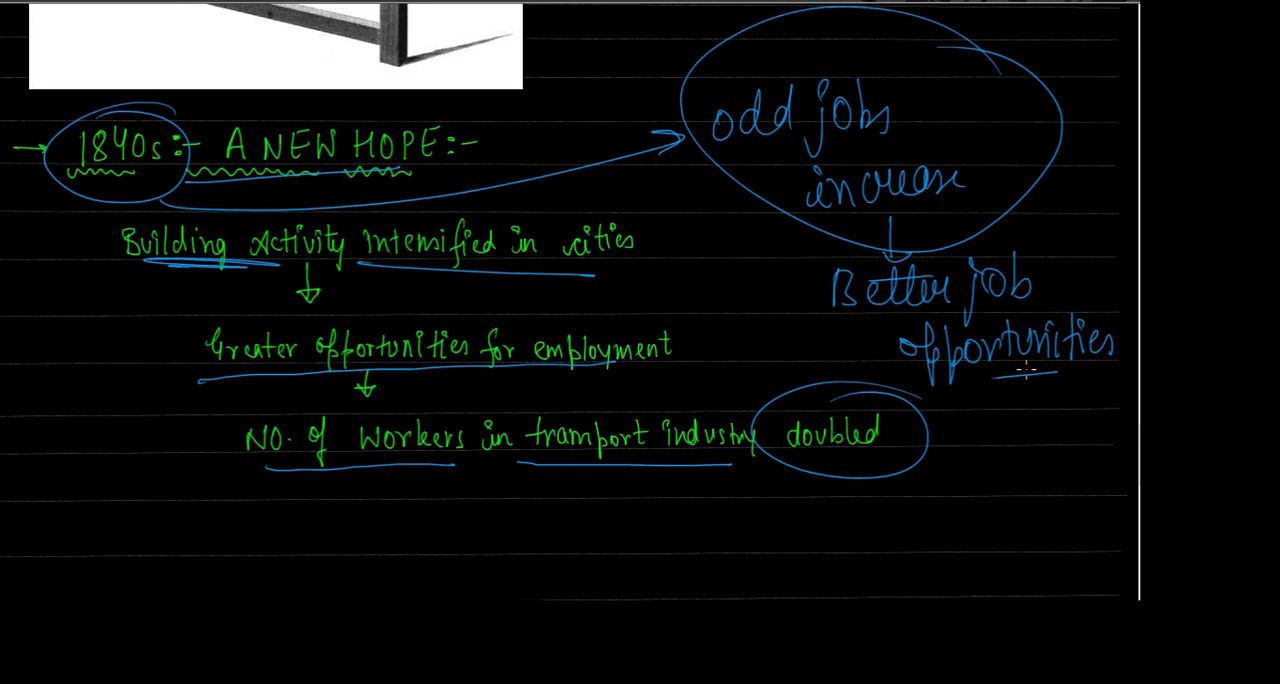 → 1840s:- A NEW HOPE:-
Building activity intensified in cities
↓
Greater opportunities for employment
↓
NO. of workers in transport industry doubled
odd jobs
increase
↓
Better job
opportunities